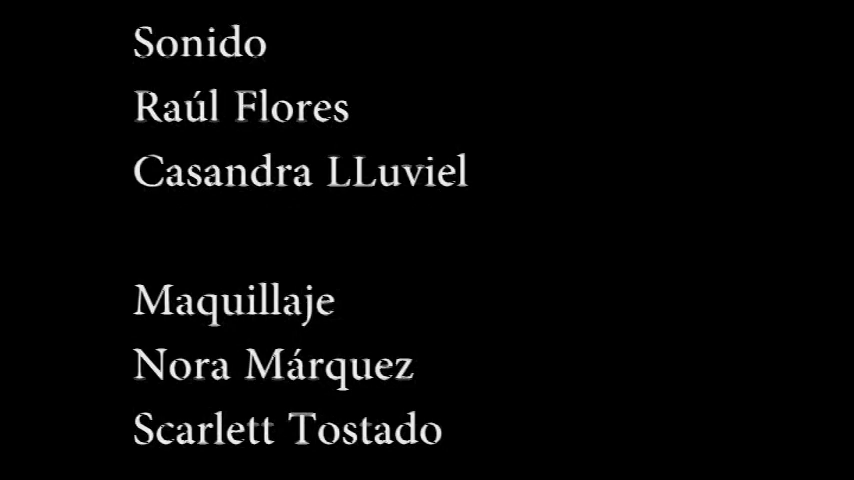 Sonido
Raúl Flores
Casandra LLuviel
Maquillaje
Nora Márquez
Scarlett Tostado